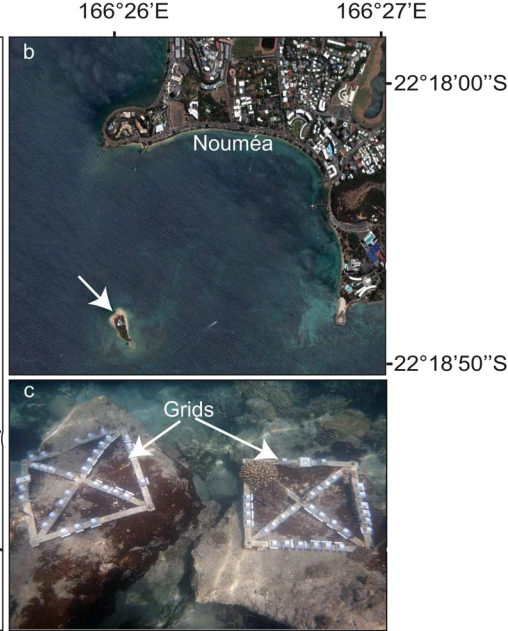 166°26’E
166°27’E
b
22°18’00’’S
Nouméa
22°18’50’’S
c
Grids